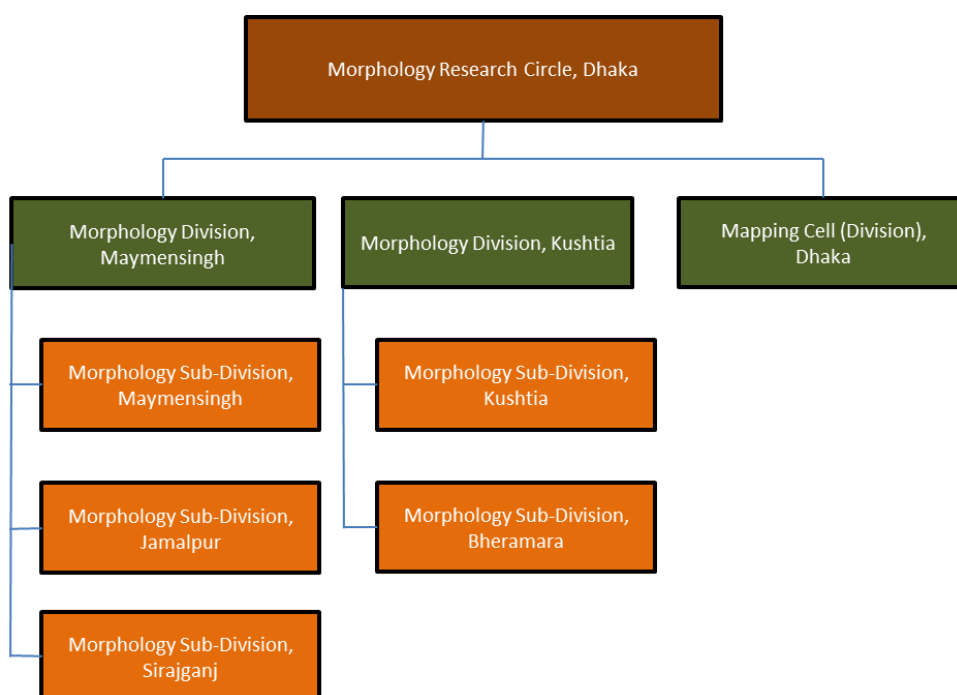 Morphology Research Circle, Dhaka
Morphology Division,
Maymensingh
Morphology Division, Kushtia
Mapping Cell (Division),
Dhaka
Morphology Sub-Division,
Maymensingh
Morphology Sub-Division,
Kushtia
Morphology Sub-Division,
Jamalpur
Morphology Sub-Division,
Bheramara
Morphology Sub-Division,
Sirajganj